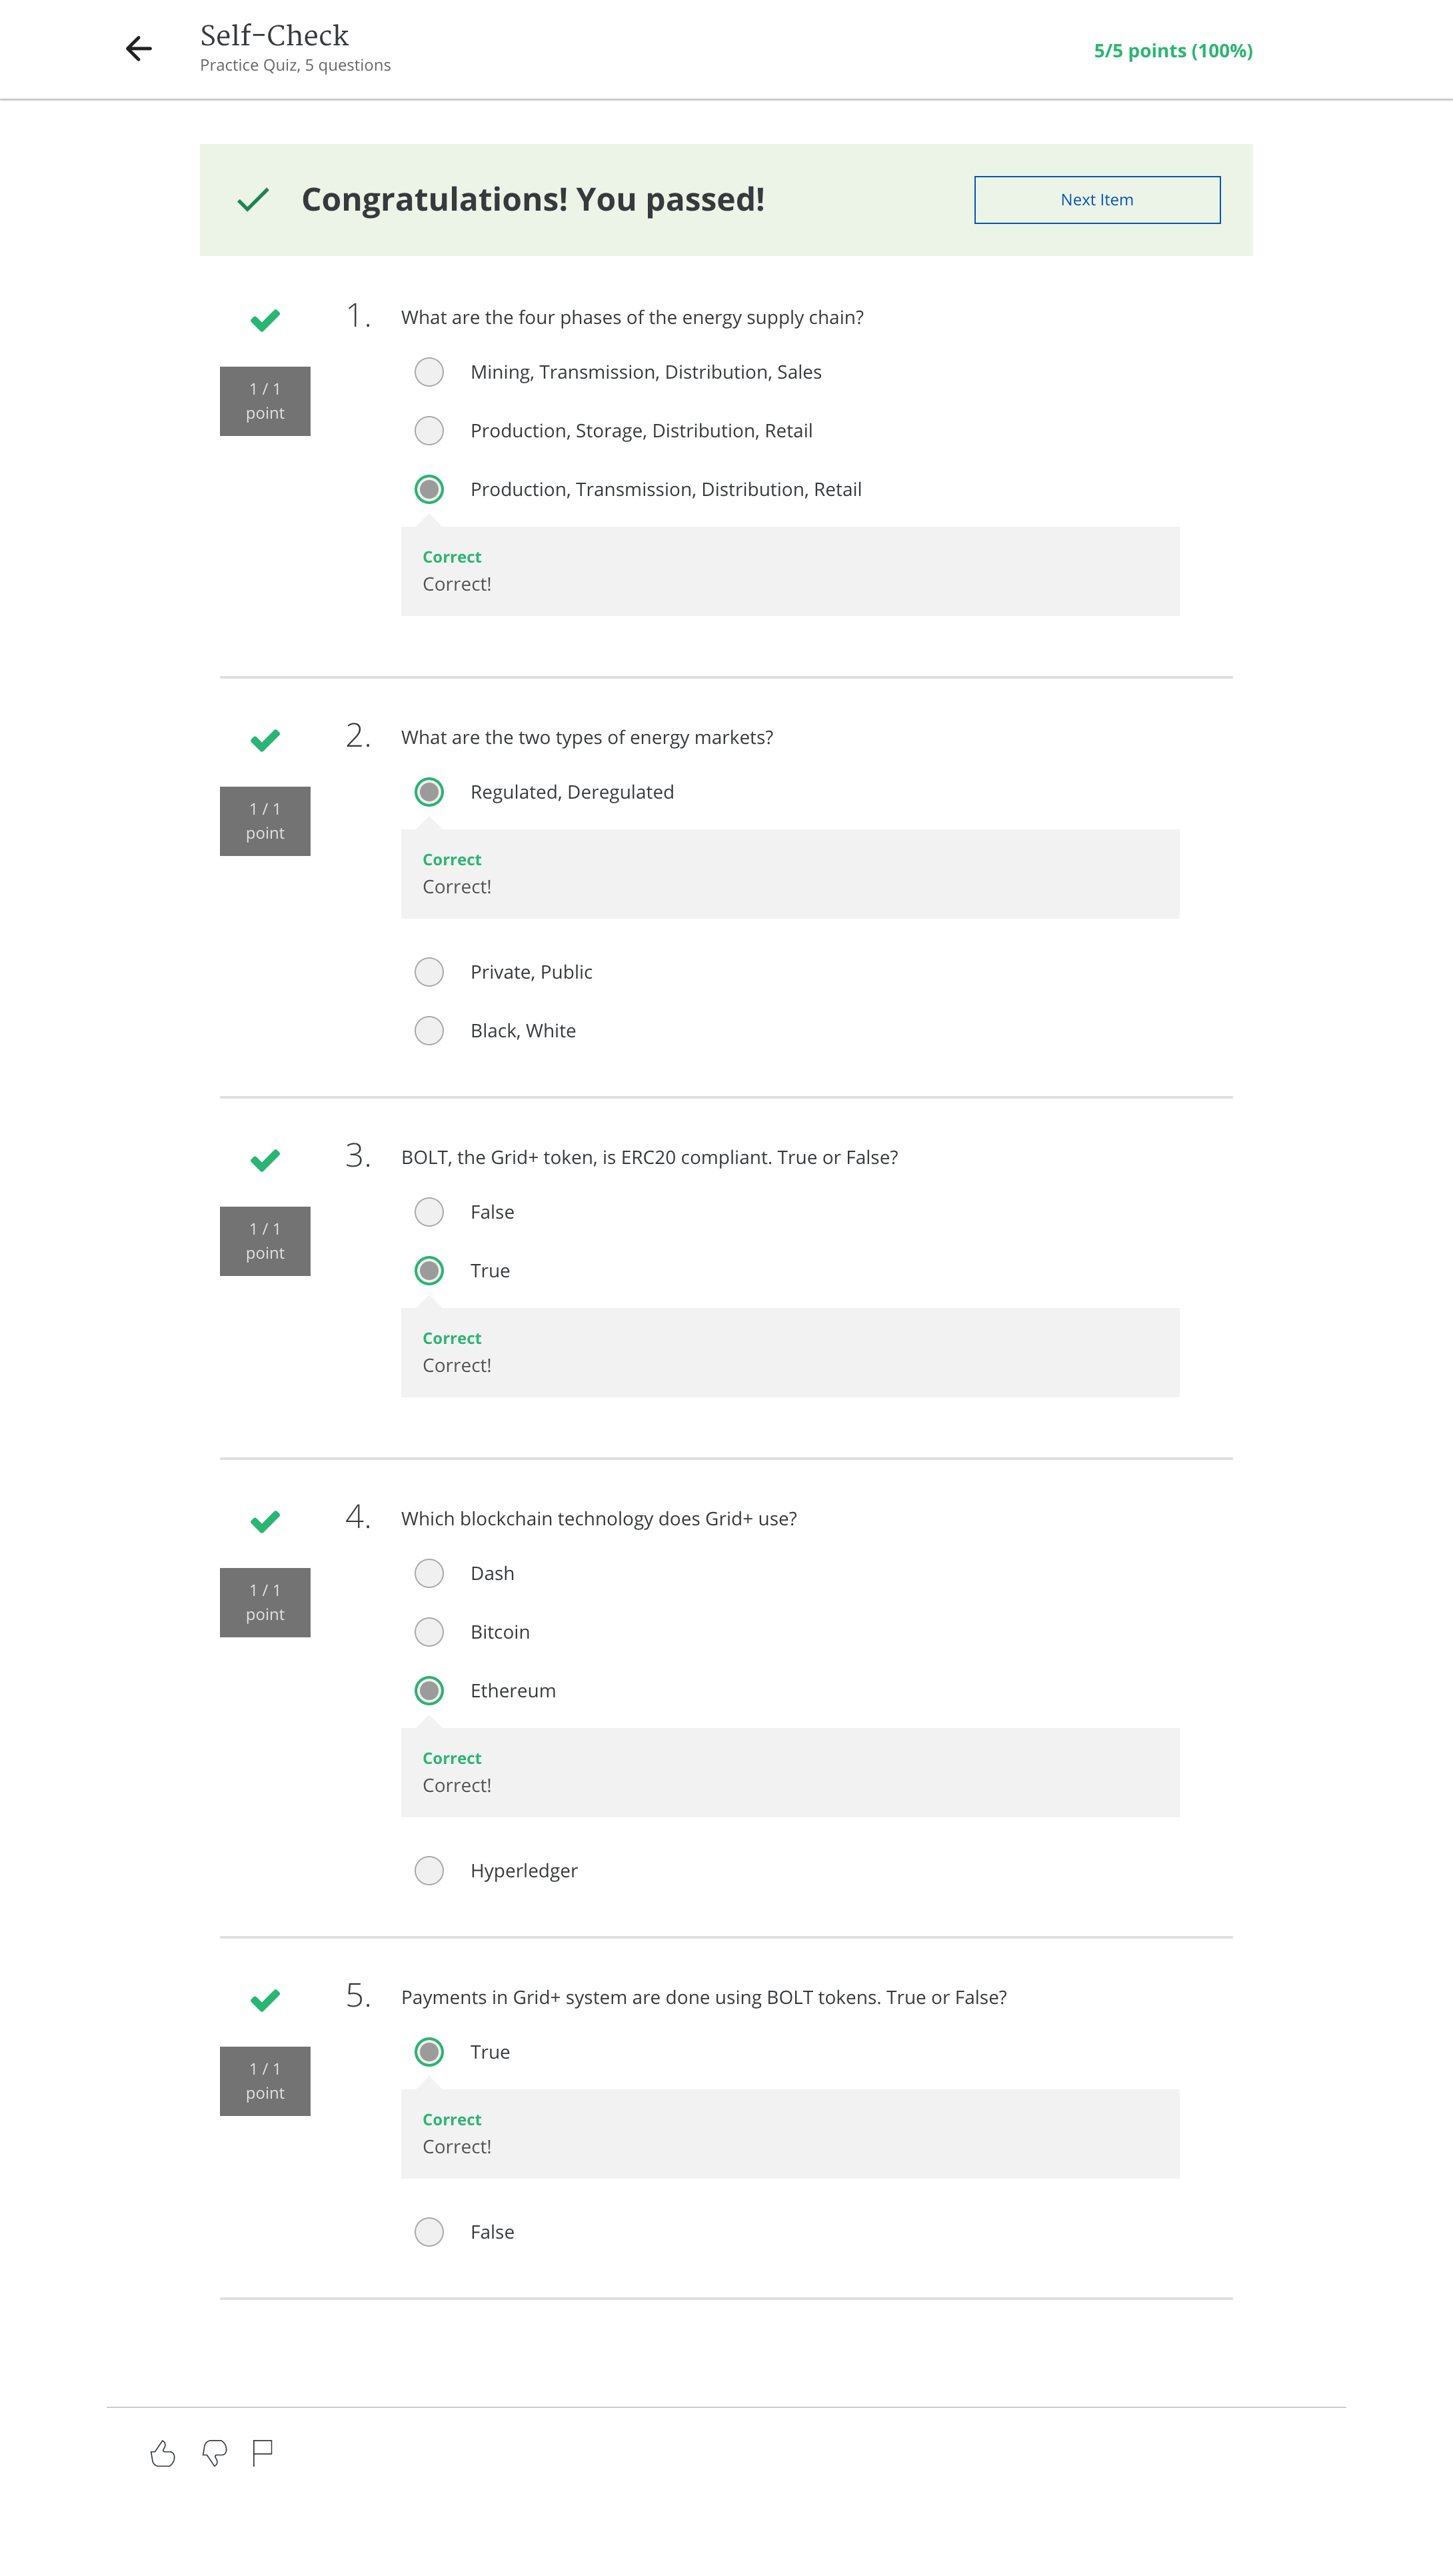 Self-Check
Practice Quiz, 5 questions
5/5 points (100%)
Congratulations! You passed!
Next Item
1.
What are the four phases of the energy supply chain?
1 / 1
point
Mining, Transmission, Distribution, Sales
Production, Storage, Distribution, Retail
Production, Transmission, Distribution, Retail
Correct
Correct!
2.
What are the two types of energy markets?
1 / 1
point
Regulated, Deregulated
Correct
Correct!
Private, Public
Black, White
3.
BOLT, the Grid+ token, is ERC20 compliant. True or False?
1 / 1
point
False
True
Correct
Correct!
4.
Which blockchain technology does Grid+ use?
1 / 1
point
Dash
Bitcoin
Ethereum
Correct
Correct!
Hyperledger
5.
Payments in Grid+ system are done using BOLT tokens. True or False?
1 / 1
point
True
Correct
Correct!
False